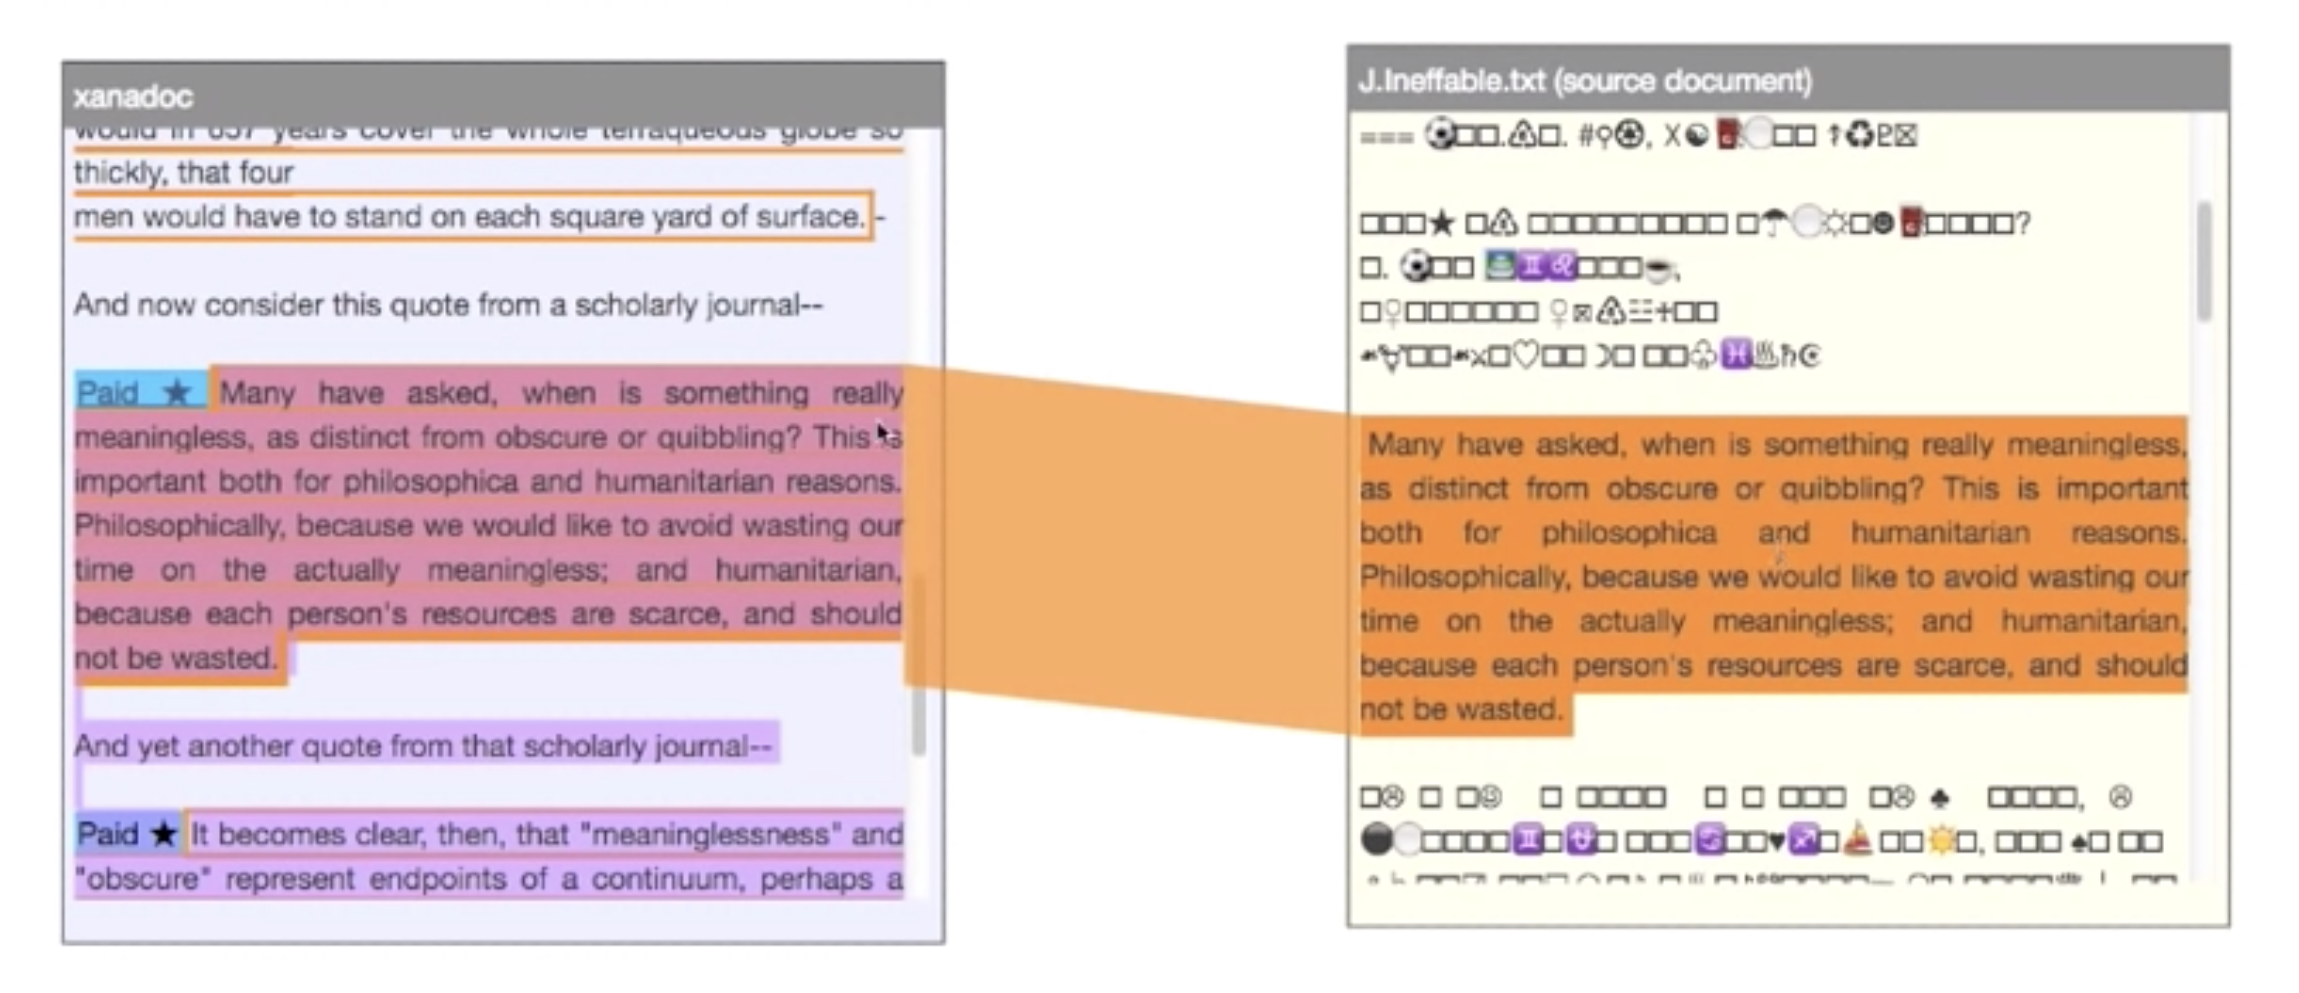 xanadoc
would in 657 years cover the whole terraqueous globe so
thickly, that four
men would have to stand on each square yard of surface. -
And now consider this quote from a scholarly journal--
Paid ★ Many have asked, when is something really
meaningless, as distinct from obscure or quibbling? This is
important both for philosophica and humanitarian reasons.
Philosophically, because we would like to avoid wasting our
time on the actually meaningless; and humanitarian,
because each person's resources are scarce, and should
not be wasted.
And yet another quote from that scholarly journal--
Paid ★ It becomes clear, then, that "meaninglessness" and
"obscure" represent endpoints of a continuum, perhaps a
J.Ineffable.txt (source document)
Many have asked, when is something really meaningless,
as distinct from obscure or quibbling? This is important
both for philosophica and humanitarian reasons.
Philosophically, because we would like to avoid wasting our
time on the actually meaningless; and humanitarian,
because each person's resources are scarce, and should
not be wasted.